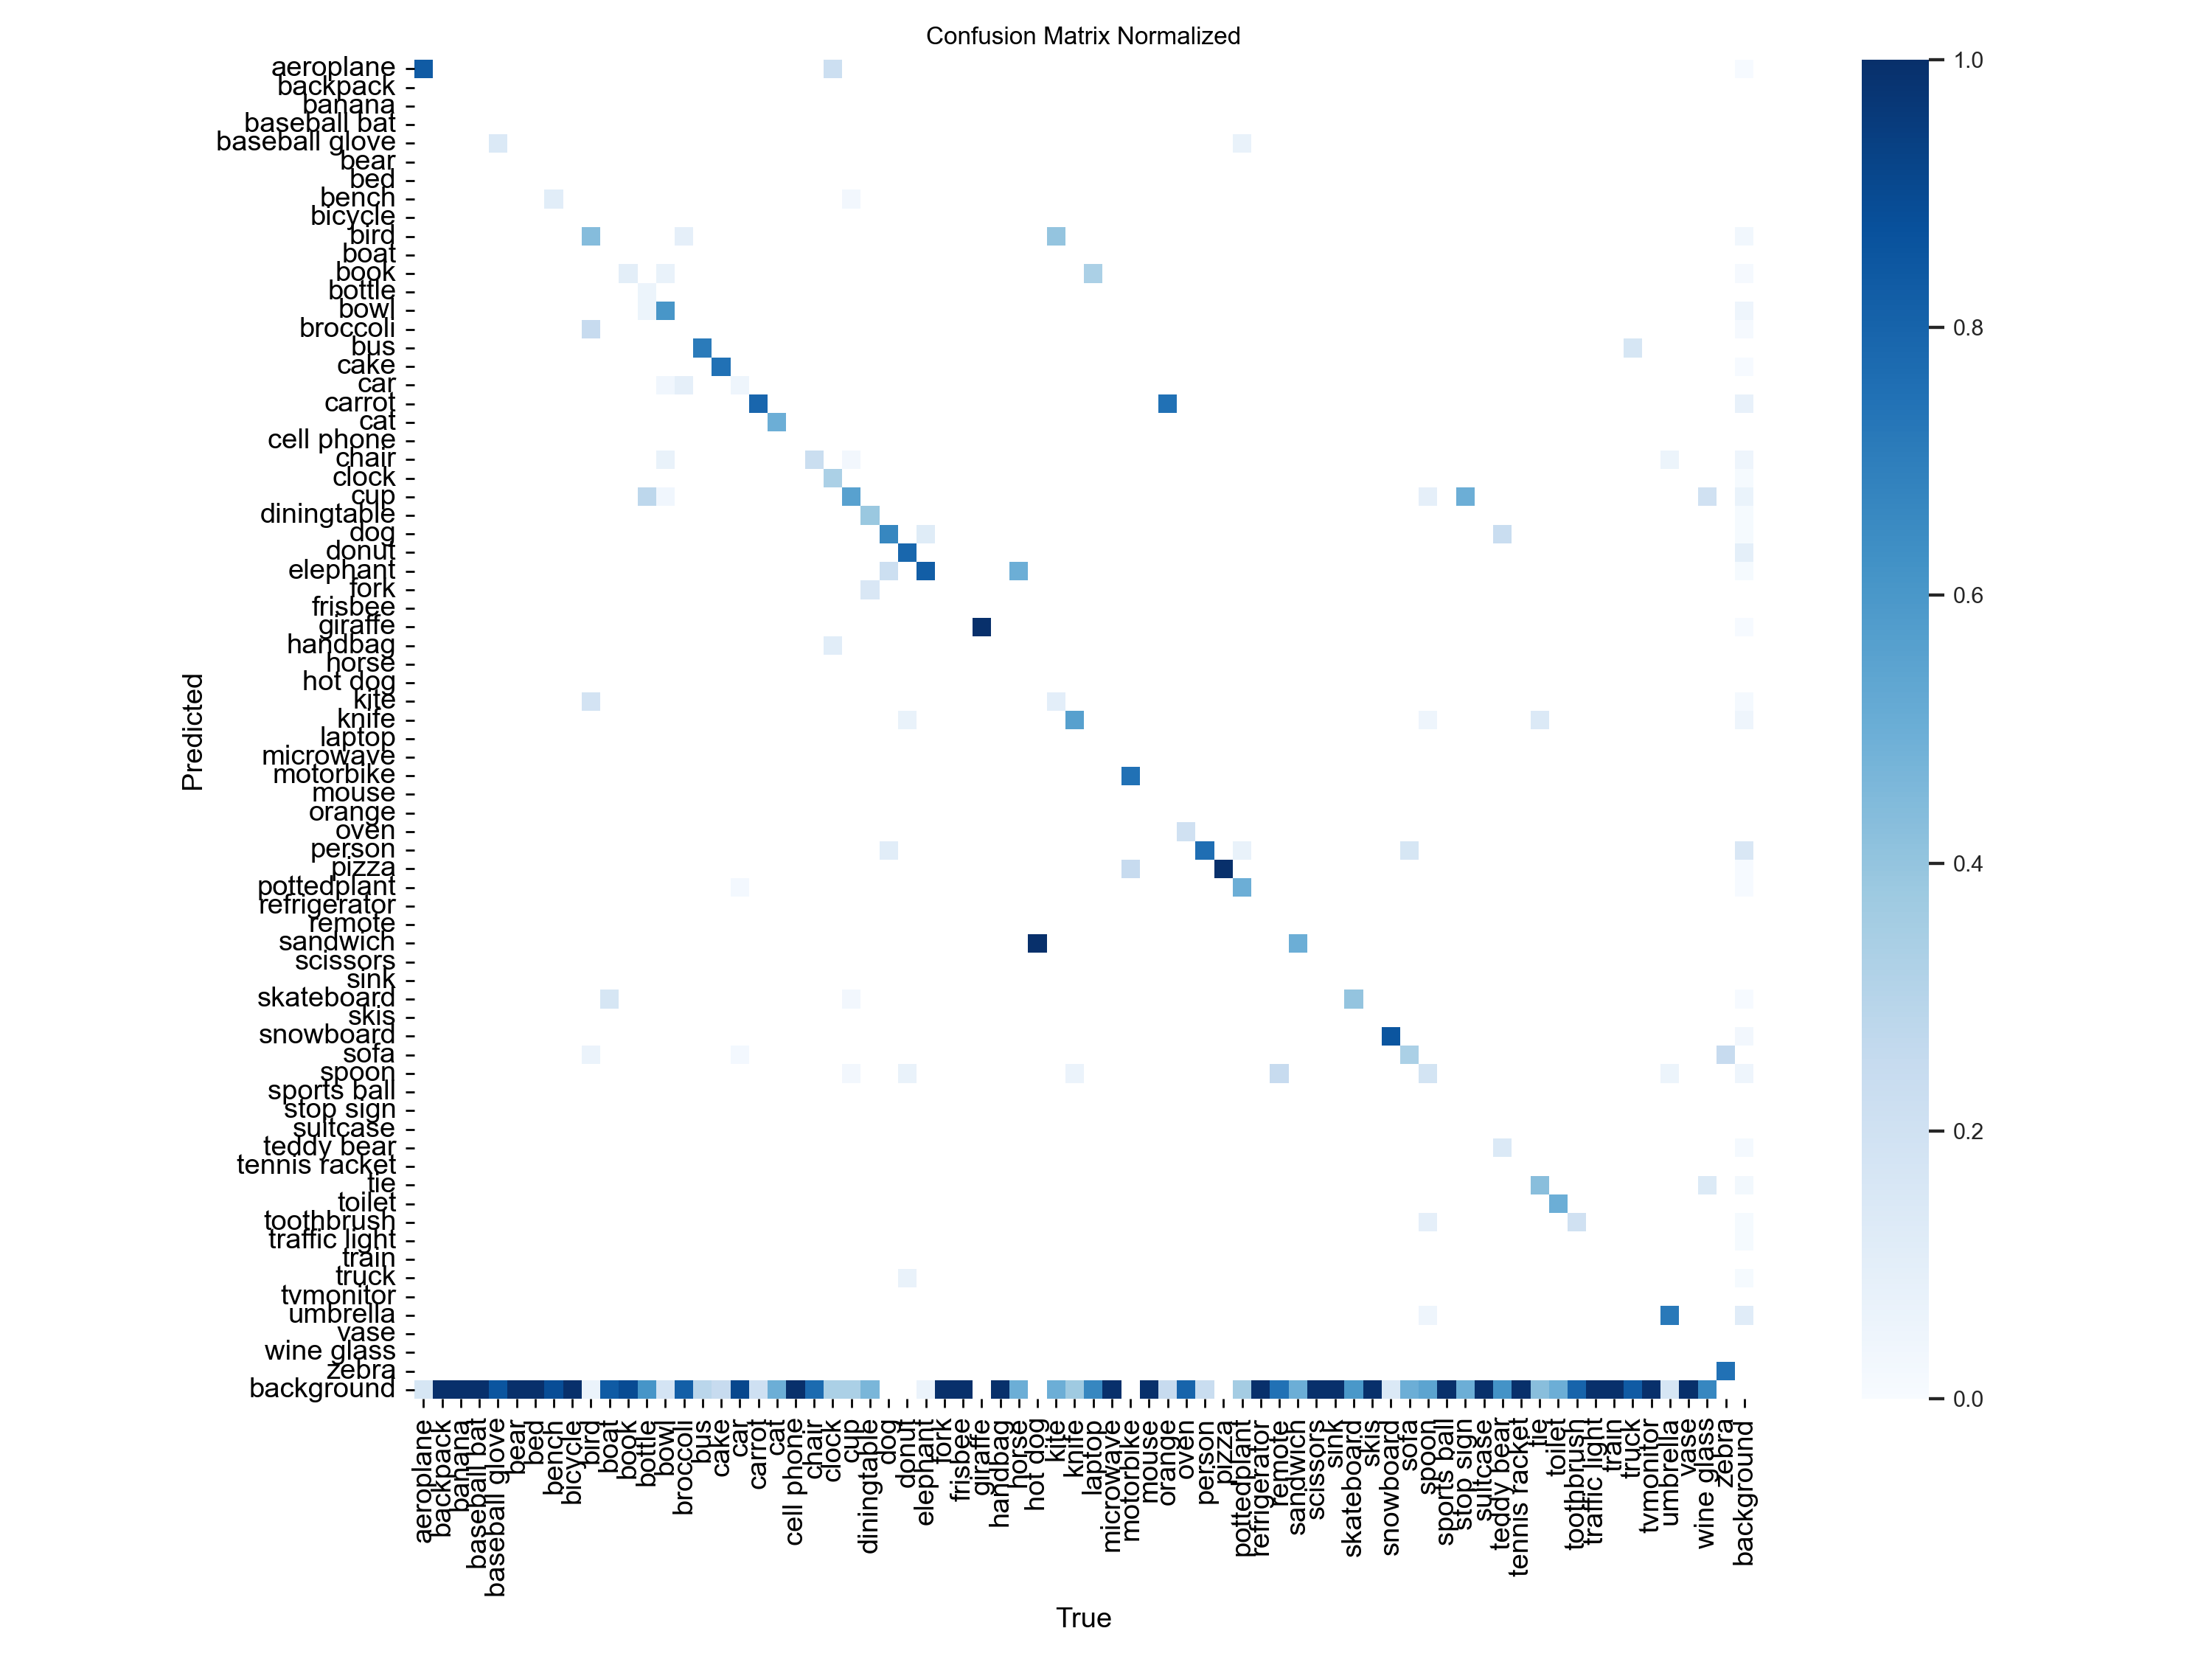 Confusion Matrix Normalized
aeroplane
backpack
banana
baseball bat
baseball glove
bear
bed
bench
bicycle
bird
boat
book
bottle
bowl
broccoli
bus
cake
car
carrot
cat
cell phone
chair
clock
cup
diningtable
dog
donut
elephant
fork
frisbee
giraffe
handbag
horse
hot dog
kite
knife
laptop
microwave
motorbike
mouse
orange
oven
person
pizza
pottedplant
refrigerator
remote
sandwich
scissors
sink
skateboard
skis
snowboard
sofa
spoon
sports ball
stop sign
suitcase
teddy bear
tennis racket
tie
toilet
toothbrush
traffic light
train
truck
tvmonitor
umbrella
vase
wine glass
zebra
background
Predicted
aeroplane
backpack
banana
baseball bat
baseball glove
bear
bed
bench
bicycle
bird
boat
book
bottle
bowl
broccoli
bus
cake
car
carrot
cat
cell phone
chair
clock
cup
diningtable
dog
donut
elephant
fork
frisbee
giraffe
handbag
horse
hot dog
kite
knife
laptop
microwave
motorbike
mouse
orange
oven
person
pizza
pottedplant
refrigerator
remote
sandwich
scissors
sink
skateboard
skis
snowboard
sofa
spoon
sports ball
stop sign
suitcase
teddy bear
tennis racket
tie
toilet
toothbrush
traffic light
train
truck
tvmonitor
umbrella
vase
wine glass
zebra
background
True
1.0
0.8
0.6
0.4
0.2
0.0